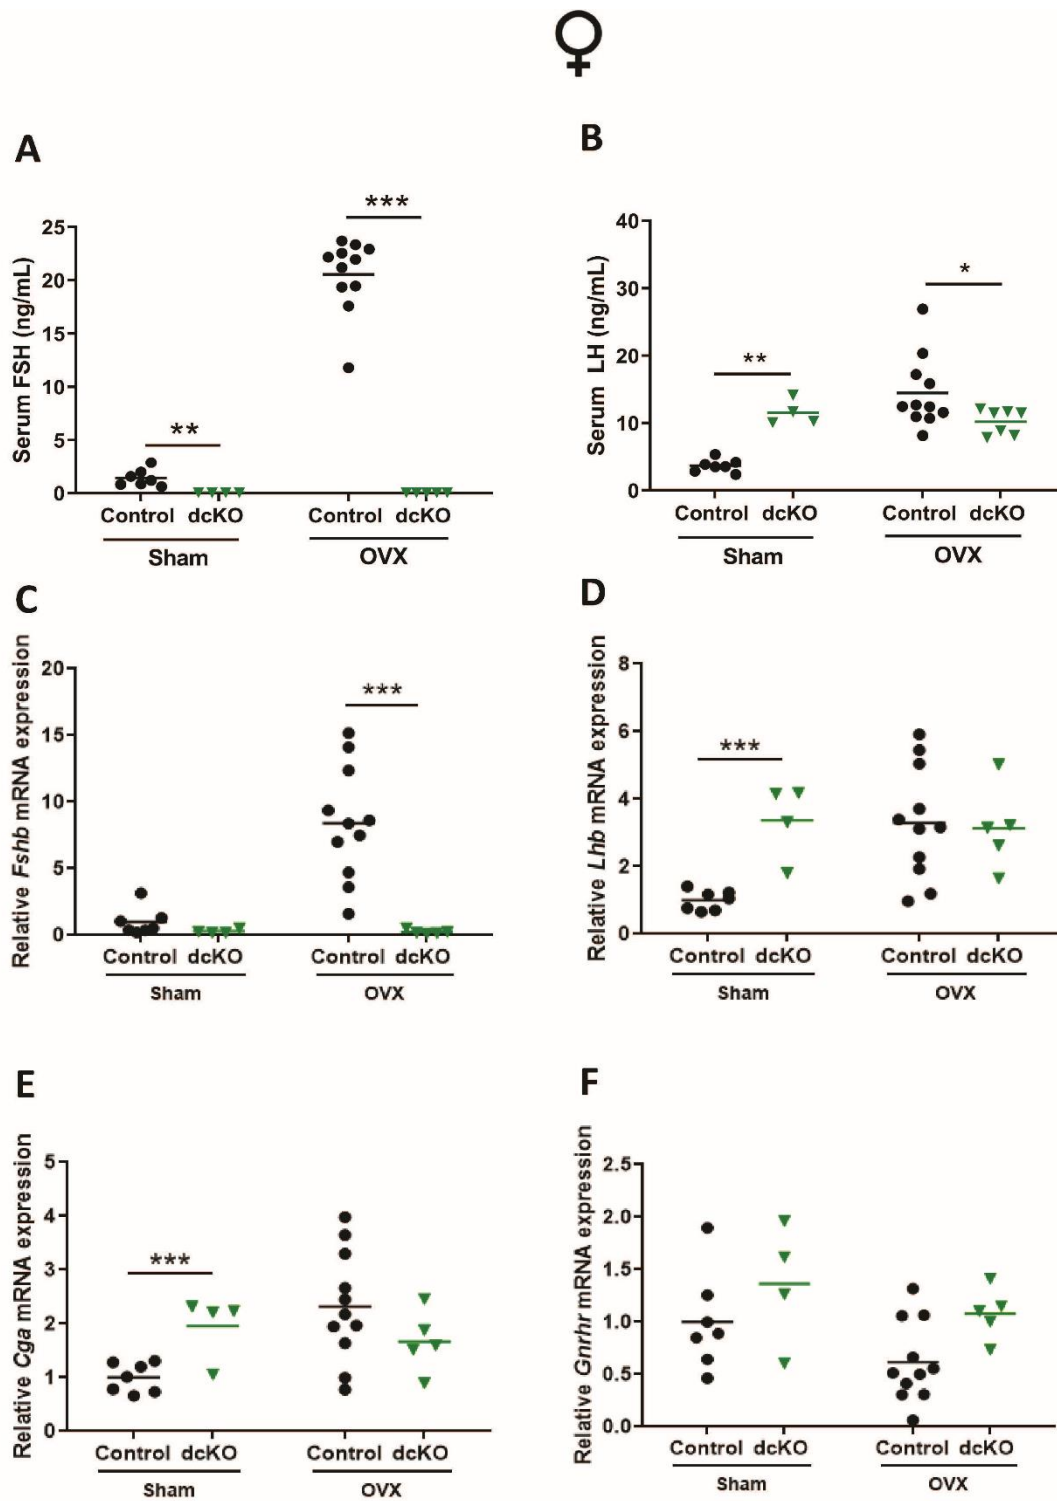 ♀
A
Serum FSH (ng/mL)
25
20
15
10
5
0
**
***
Control dcKO Control dcKO
Sham OVX
B
Serum LH (ng/mL)
40
30
20
10
0
**
*
Control dcKO Control dcKO
Sham OVX
C
Relative Fshb mRNA expression
20
15
10
5
0
***
Control dcKO Control dcKO
Sham OVX
D
Relative Lhb mRNA expression
8
6
4
2
0
***
Control dcKO Control dcKO
Sham OVX
E
Relative Cga mRNA expression
5
4
3
2
1
0
***
Control dcKO Control dcKO
Sham OVX
F
Relative Gnrhr mRNA expression
2.5
2.0
1.5
1.0
0.5
0.0
Control dcKO Control dcKO
Sham OVX